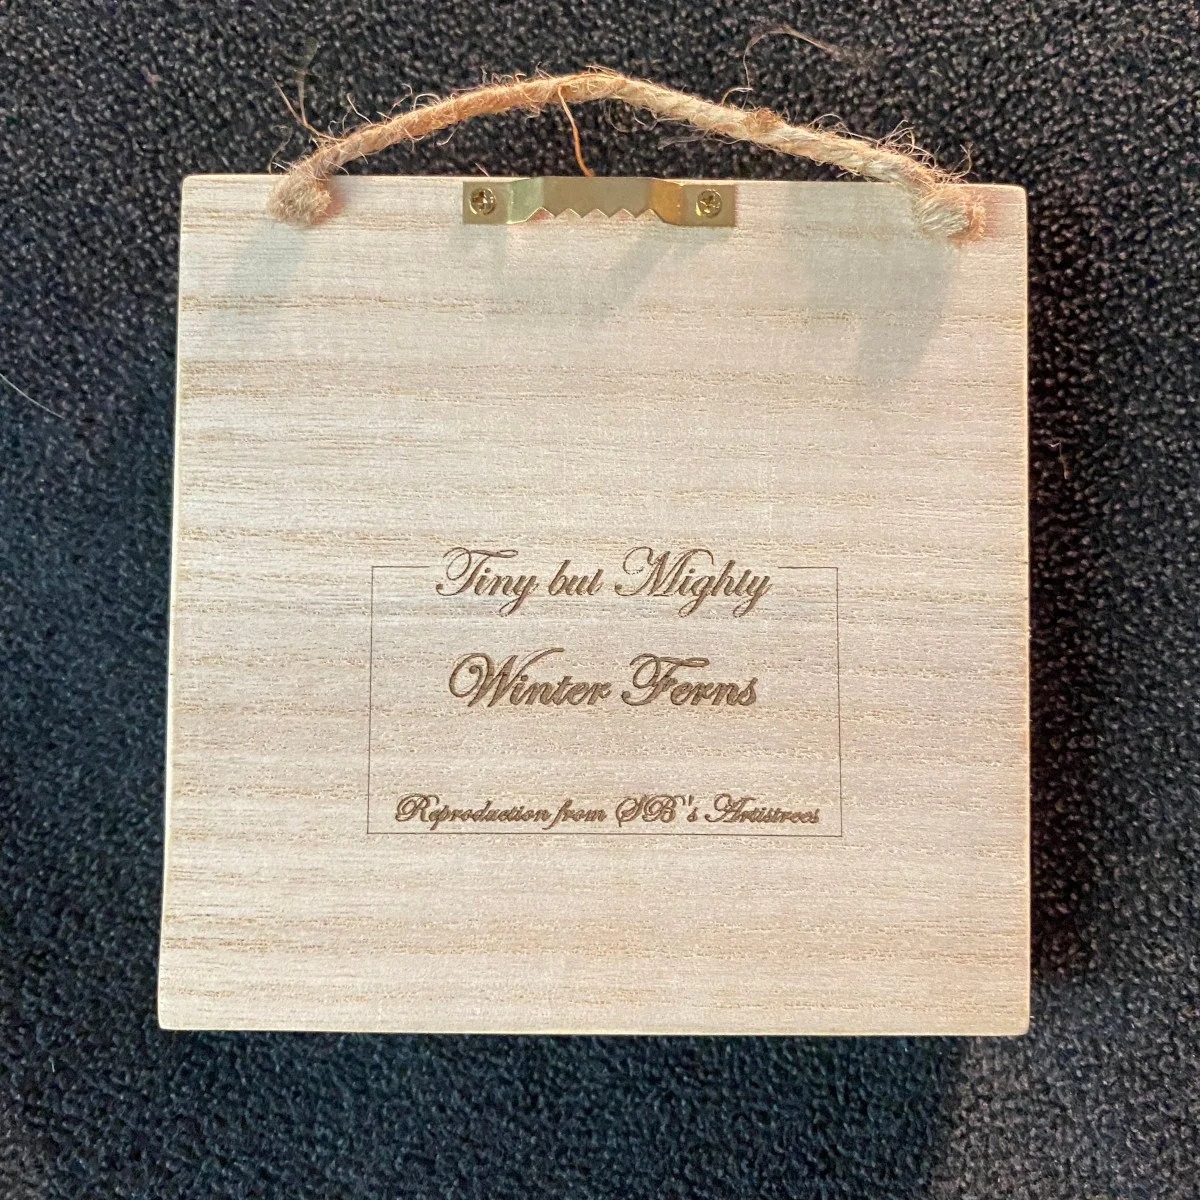 Tiny but Mighty
Winter Ferns
Reproduction from SB's Artistrees